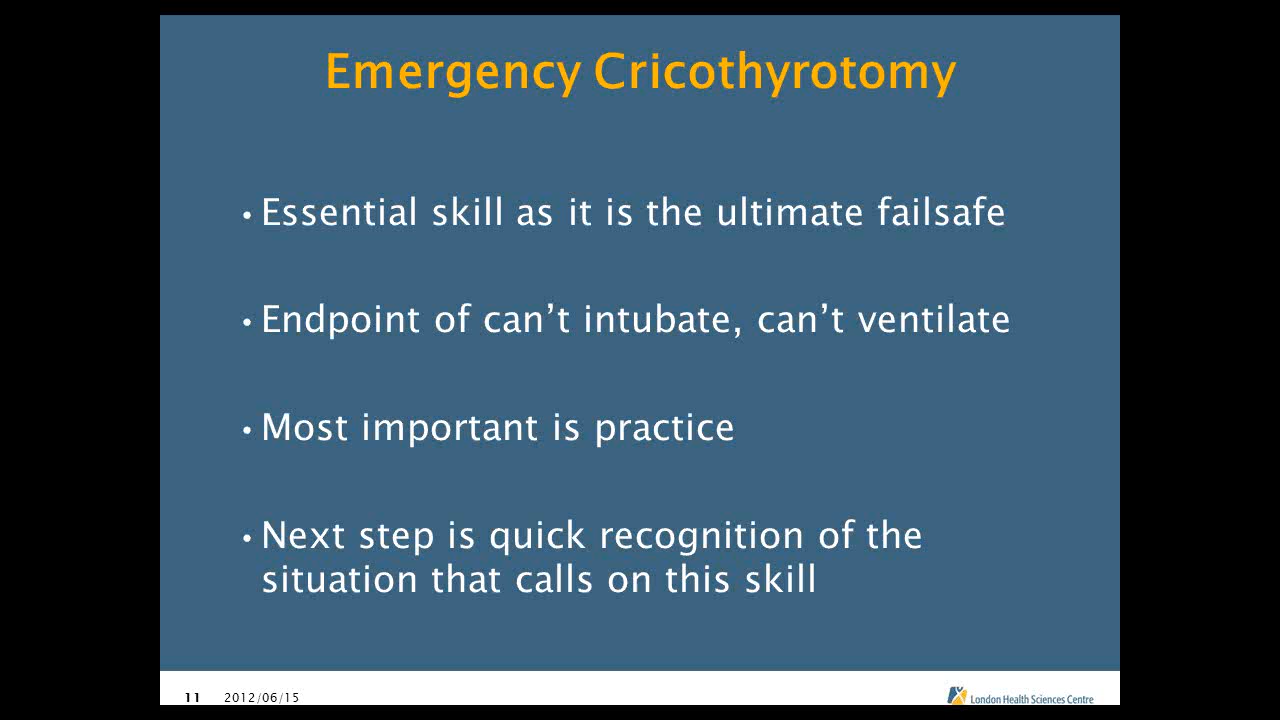 Emergency Cricothyrotomy
• Essential skill as it is the ultimate failsafe
• Endpoint of can’t intubate, can’t ventilate
• Most important is practice
• Next step is quick recognition of the
situation that calls on this skill
11 2012/06/15
London Health Sciences Centre